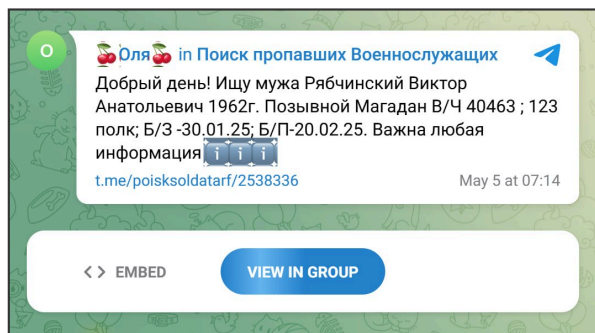 О
🍒Оля🍒 in Поиск пропавших Военнослужащих
Добрый день! Ищу мужа Рябчинский Виктор
Анатольевич 1962г. Позывной Магадан В/Ч 40463 ; 123
полк; Б/З -30.01.25; Б/П-20.02.25. Важна любая
информация ℹ️ℹ️ℹ️
t.me/poisksoldatarf/2538336 May 5 at 07:14
<> EMBED VIEW IN GROUP